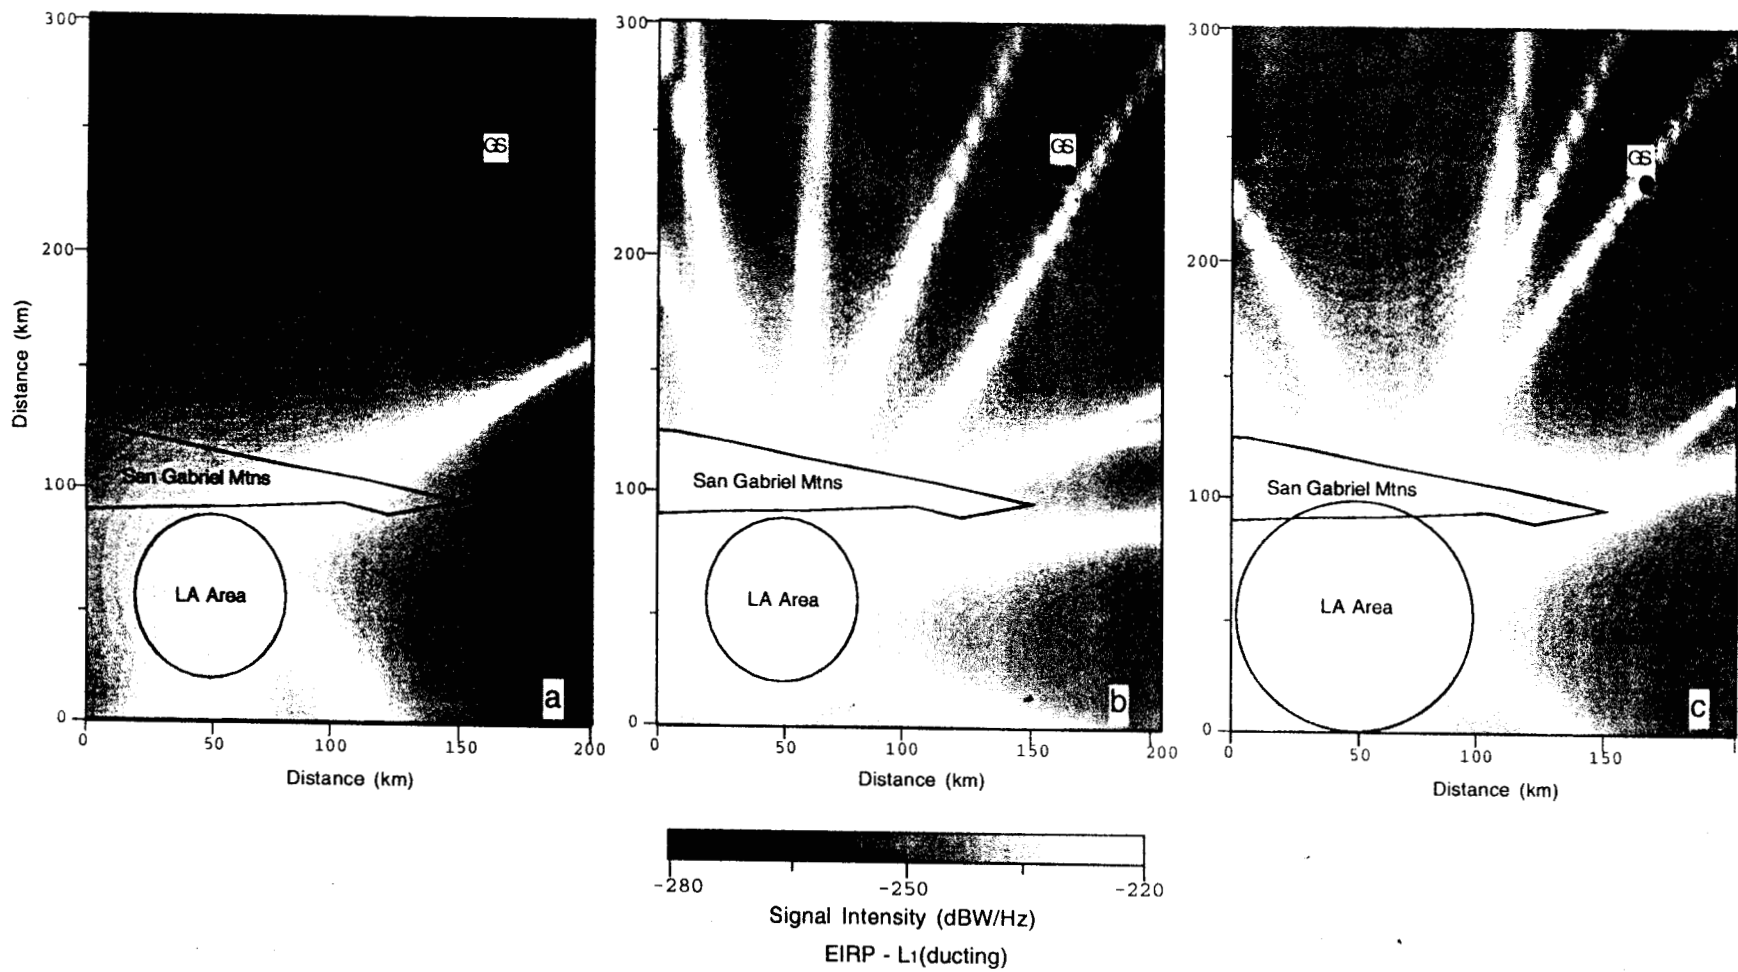 300
200
100
0
Distance (km)
GS
San Gabriel Mtns
LA Area
a
0
50
100
150
200
Distance (km)
300
200
100
0
GS
San Gabriel Mtns
LA Area
b
0
50
100
150
200
Distance (km)
300
200
100
0
GS
San Gabriel Mtns
LA Area
c
0
50
100
150
Distance (km)
-280
-250
-220
Signal Intensity (dBW/Hz)
EIRP - L1(ducting)